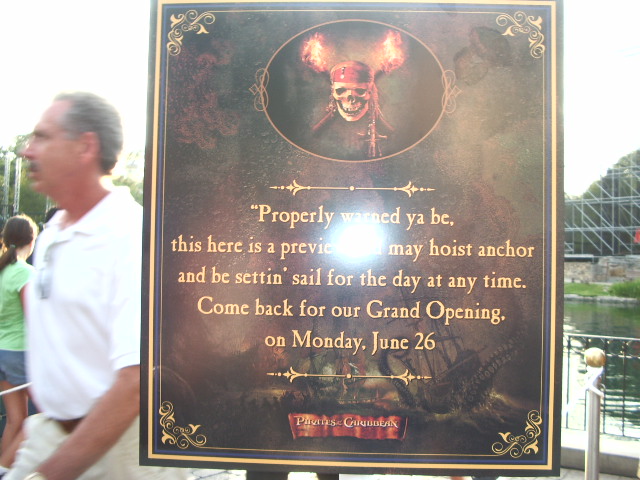 "Properly warned ya be,
this here is a preview may hoist anchor
and be settin' sail for the day at any time.
Come back for our Grand Opening,
on Monday, June 26
PIRATES of the CARIBBEAN